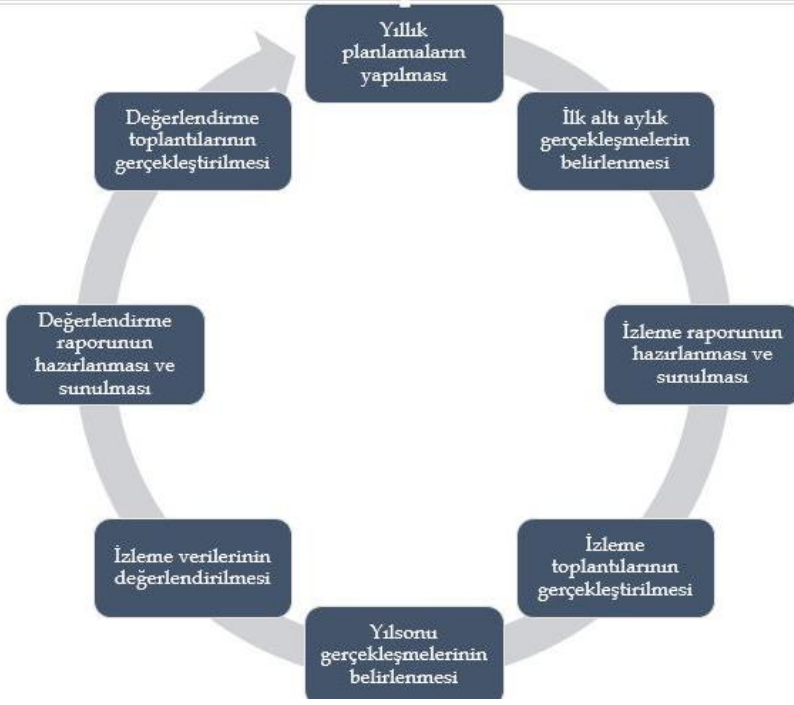 Yıllık
planlamaların
yapılması
İlk altı aylık
gerçekleşmelerin
belirlenmesi
İzleme raporunun
hazırlanması ve
sunulması
İzleme
toplantılarının
gerçekleştirilmesi
Yılsonu
gerçekleşmelerinin
belirlenmesi
İzleme verilerinin
değerlendirilmesi
Değerlendirme
raporunun
hazırlanması ve
sunulması
Değerlendirme
toplantılarının
gerçekleştirilmesi